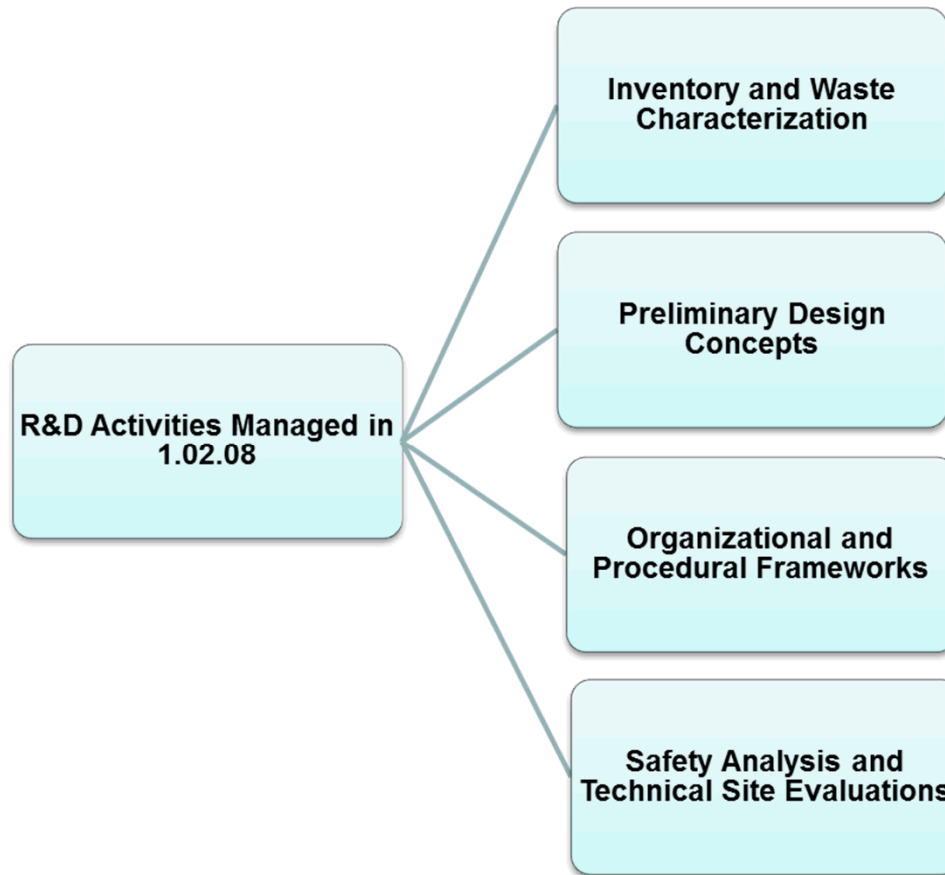 Inventory and Waste
Characterization
Preliminary Design
Concepts
R&D Activities Managed in
1.02.08
Organizational and
Procedural Frameworks
Safety Analysis and
Technical Site Evaluations